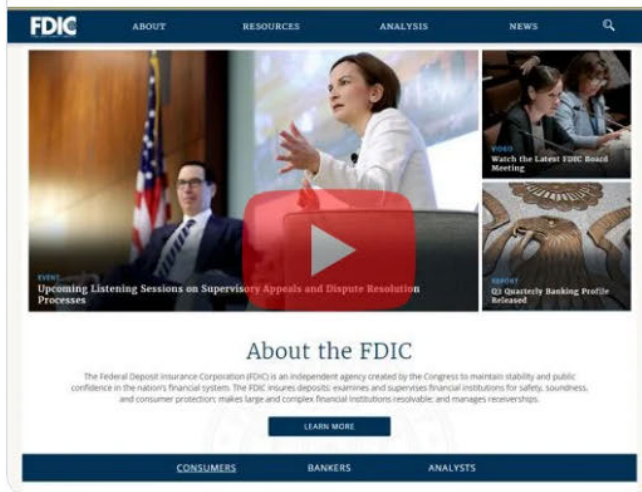 FDIC
ABOUT
RESOURCES
ANALYSIS
NEWS
EVENT
Upcoming Listening Sessions on Supervisory Appeals and Dispute Resolution
Processes
VIDEO
Watch the Latest FDIC Board
Meeting
REPORT
Q1 Quarterly Banking Profile
Released
About the FDIC
The Federal Deposit Insurance Corporation (FDIC) is an independent agency created by the Congress to maintain stability and public
confidence in the nation's financial system. The FDIC insures deposits; examines and supervises financial institutions for safety, soundness,
and consumer protection; makes large and complex financial institutions resolvable; and manages receiverships.
LEARN MORE
CONSUMERS
BANKERS
ANALYSTS